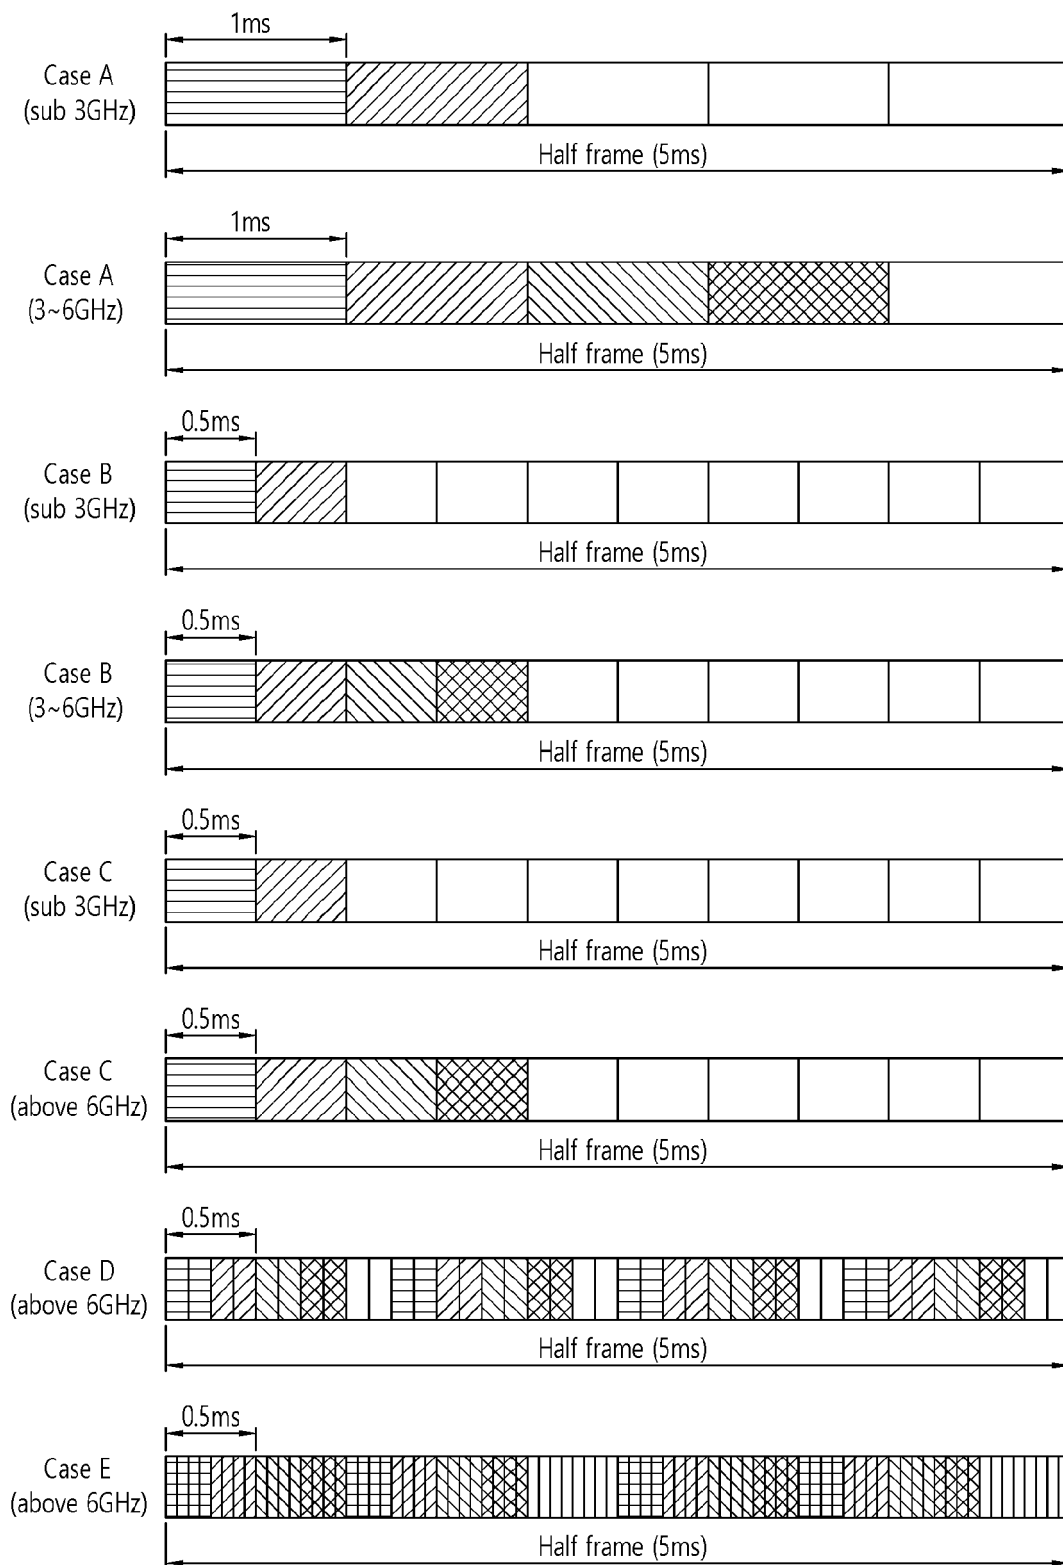 1ms
Case A
(sub 3GHz)
Half frame (5ms)
1ms
Case A
(3~6GHz)
Half frame (5ms)
0.5ms
Case B
(sub 3GHz)
Half frame (5ms)
0.5ms
Case B
(3~6GHz)
Half frame (5ms)
0.5ms
Case C
(sub 3GHz)
Half frame (5ms)
0.5ms
Case C
(above 6GHz)
Half frame (5ms)
0.5ms
Case D
(above 6GHz)
Half frame (5ms)
0.5ms
Case E
(above 6GHz)
Half frame (5ms)